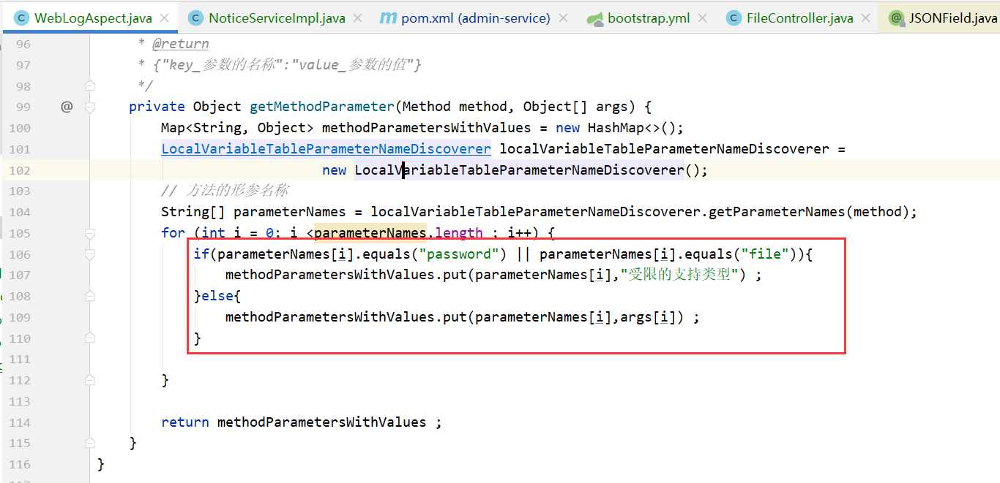 WebLogAspect.java NoticeServiceImpl.java pom.xml (admin-service) bootstrap.yml FileController.java JSONField.java
96 * @return
97 * {"key_参数的名称":"value_参数的值"}
98 */
99 @ private Object getMethodParameter(Method method, Object[] args) {
100 Map<String, Object> methodParametersWithValues = new HashMap<>();
101 LocalVariableTableParameterNameDiscoverer localVariableTableParameterNameDiscoverer =
102 new LocalVariableTableParameterNameDiscoverer();
103 // 方法的形参名称
104 String[] parameterNames = localVariableTableParameterNameDiscoverer.getParameterNames(method);
105 for (int i = 0; i <parameterNames.length ; i++) {
106 if(parameterNames[i].equals("password") || parameterNames[i].equals("file")){
107 methodParametersWithValues.put(parameterNames[i],"受限的支持类型") ;
108 }else{
109 methodParametersWithValues.put(parameterNames[i],args[i]) ;
110 }
111
112 }
113
114 return methodParametersWithValues ;
115 }
116 }